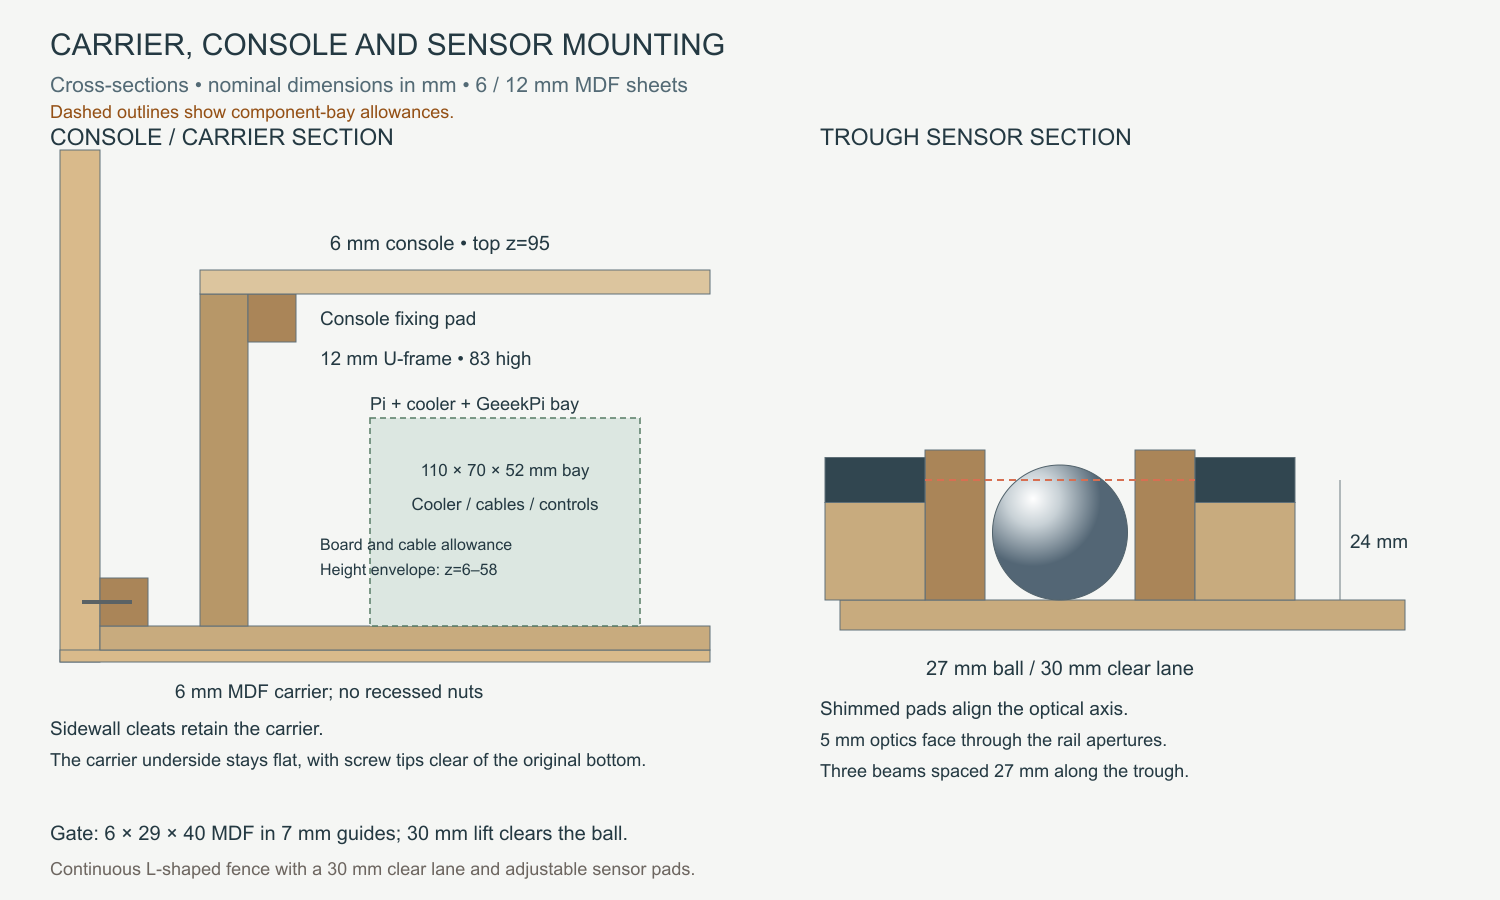 CARRIER, CONSOLE AND SENSOR MOUNTING
Cross-sections • nominal dimensions in mm • 6 / 12 mm MDF sheets
Dashed outlines show component-bay allowances.
CONSOLE / CARRIER SECTION
6 mm console • top z=95
Console fixing pad
12 mm U-frame • 83 high
Pi + cooler + GeeekPi bay
110 × 70 × 52 mm bay
Cooler / cables / controls
Board and cable allowance
Height envelope: z=6–58
6 mm MDF carrier; no recessed nuts
Sidewall cleats retain the carrier.
The carrier underside stays flat, with screw tips clear of the original bottom.
TROUGH SENSOR SECTION
24 mm
27 mm ball / 30 mm clear lane
Shimmed pads align the optical axis.
5 mm optics face through the rail apertures.
Three beams spaced 27 mm along the trough.
Gate: 6 × 29 × 40 MDF in 7 mm guides; 30 mm lift clears the ball.
Continuous L-shaped fence with a 30 mm clear lane and adjustable sensor pads.